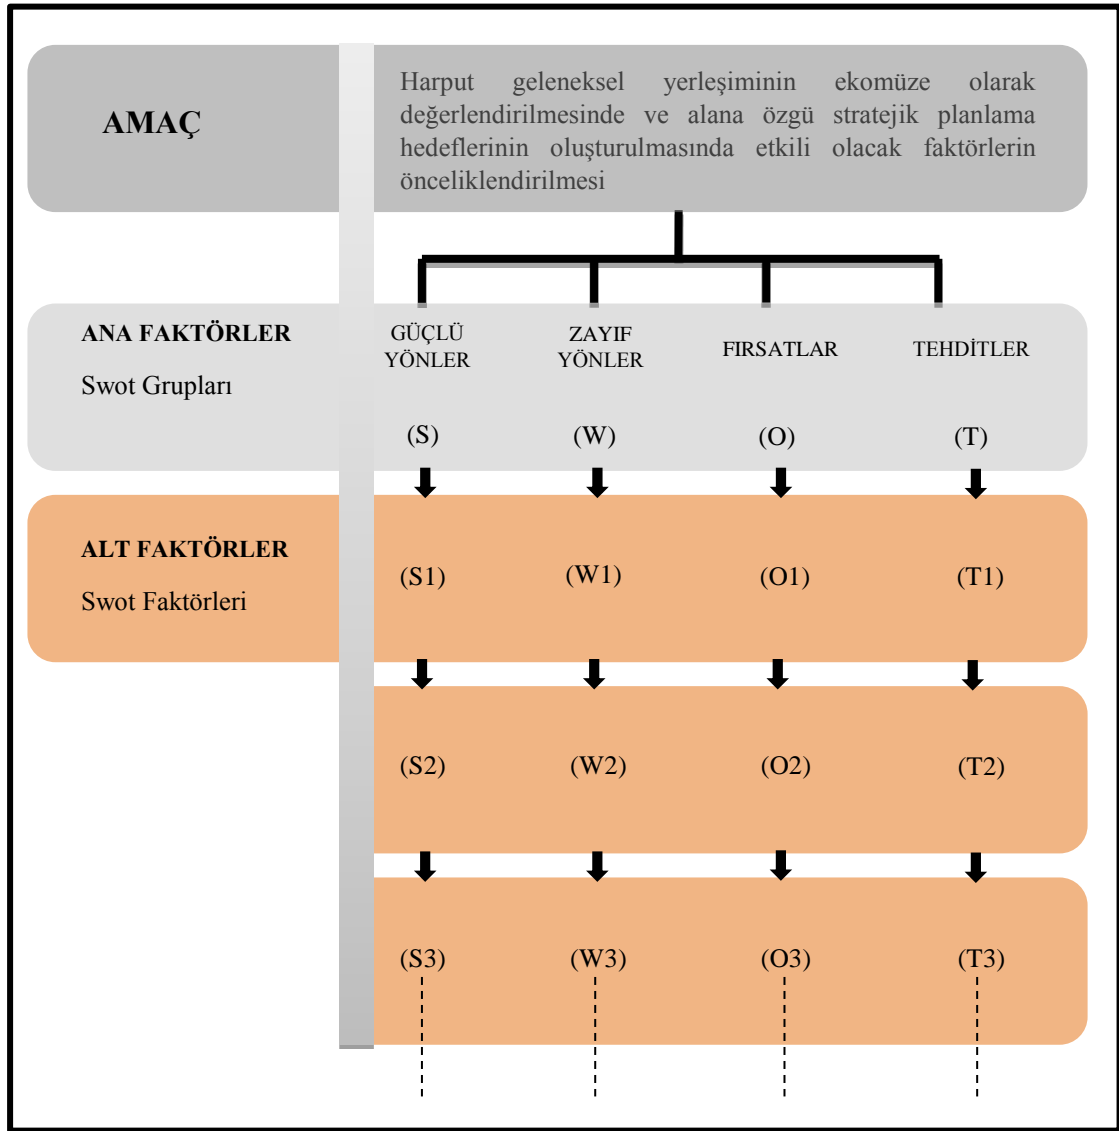 AMAÇ
Harput geleneksel yerleşiminin ekomüze olarak
değerlendirilmesinde ve alana özgü stratejik planlama
hedeflerinin oluşturulmasında etkili olacak faktörlerin
önceliklendirilmesi
ANA FAKTÖRLER
Swot Grupları
GÜÇLÜ
YÖNLER
ZAYIF
YÖNLER
FIRSATLAR
TEHDİTLER
(S) (W) (O) (T)
ALT FAKTÖRLER
Swot Faktörleri
(S1) (W1) (O1) (T1)
(S2) (W2) (O2) (T2)
(S3) (W3) (O3) (T3)